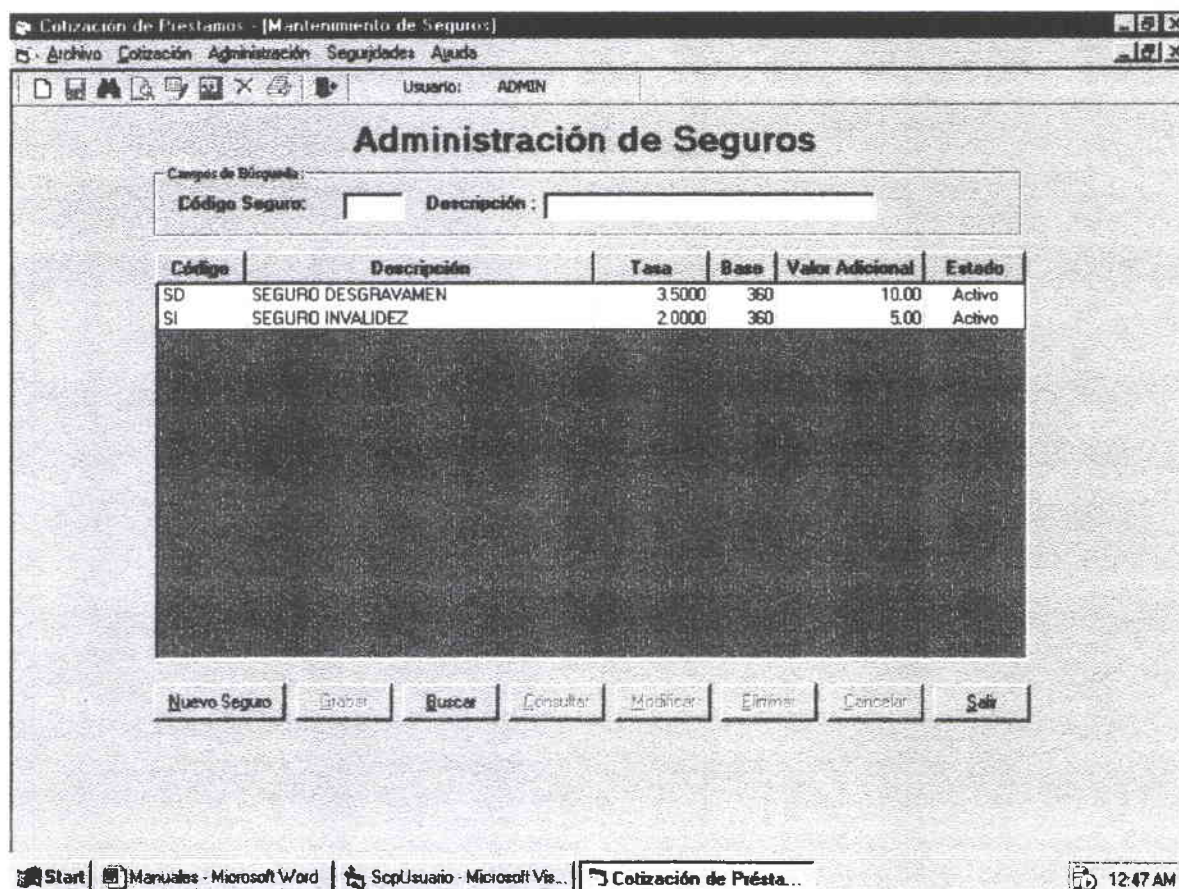 Cotización de Préstamos - [Mantenimiento de Seguros]
Archivo Cotización Administración Seguridades Ayuda
Usuario: ADMIN
Administración de Seguros
Campos de Búsqueda:
Código Seguro: Descripción :
Código Descripción Tasa Base Valor Adicional Estado
SD SEGURO DESGRAVAMEN 3.5000 360 10.00 Activo
SI SEGURO INVALIDEZ 2.0000 360 5.00 Activo
Nuevo Seguro Grabar Buscar Consultar Modificar Eliminar Cancelar Salir
Start Manuales - Microsoft Word ScpUsuario - Microsoft Vis... Cotización de Présta... 12:47 AM